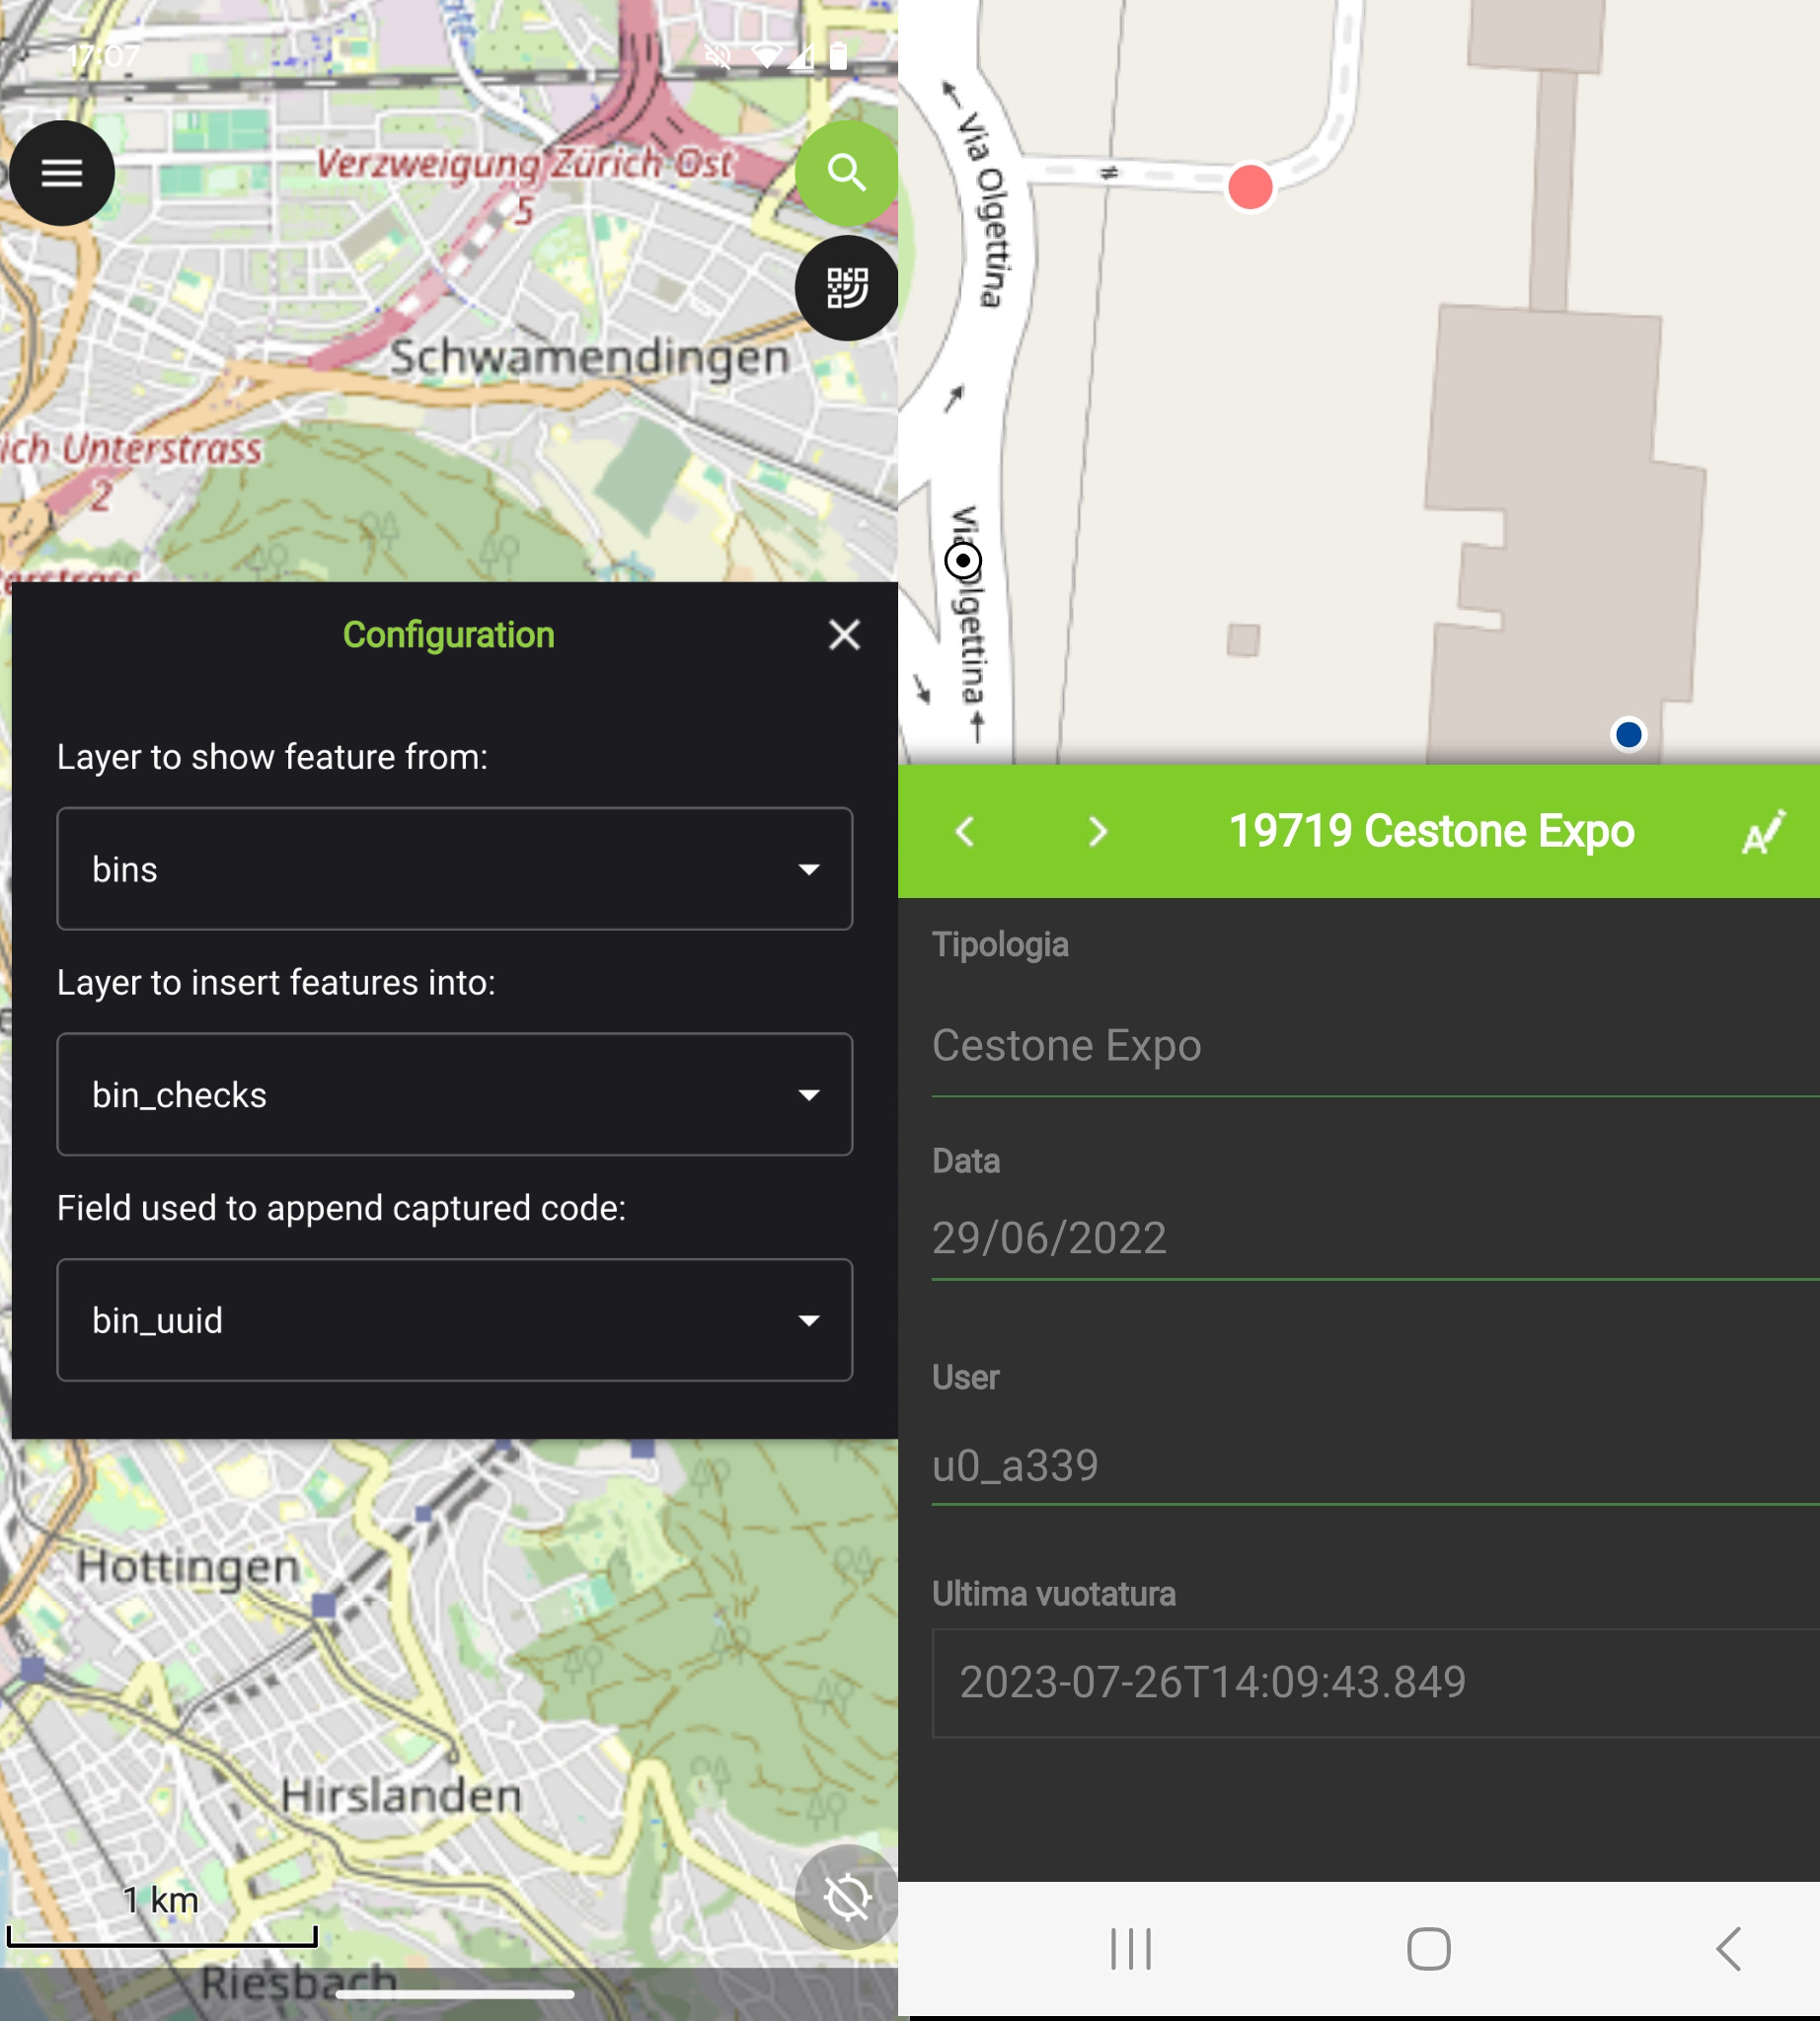 17:07
Verzweigung Zürich Ost
5
Schwamendingen
ich Unterstrass
2
Configuration
Layer to show feature from:
bins
Layer to insert features into:
bin_checks
Field used to append captured code:
bin_uuid
Hottingen
Hirslanden
1 km
Riesbach
Via Olgettina
Via Olgettina
19719 Cestone Expo
Tipologia
Cestone Expo
Data
29/06/2022
User
u0_a339
Ultima vuotatura
2023-07-26T14:09:43.849